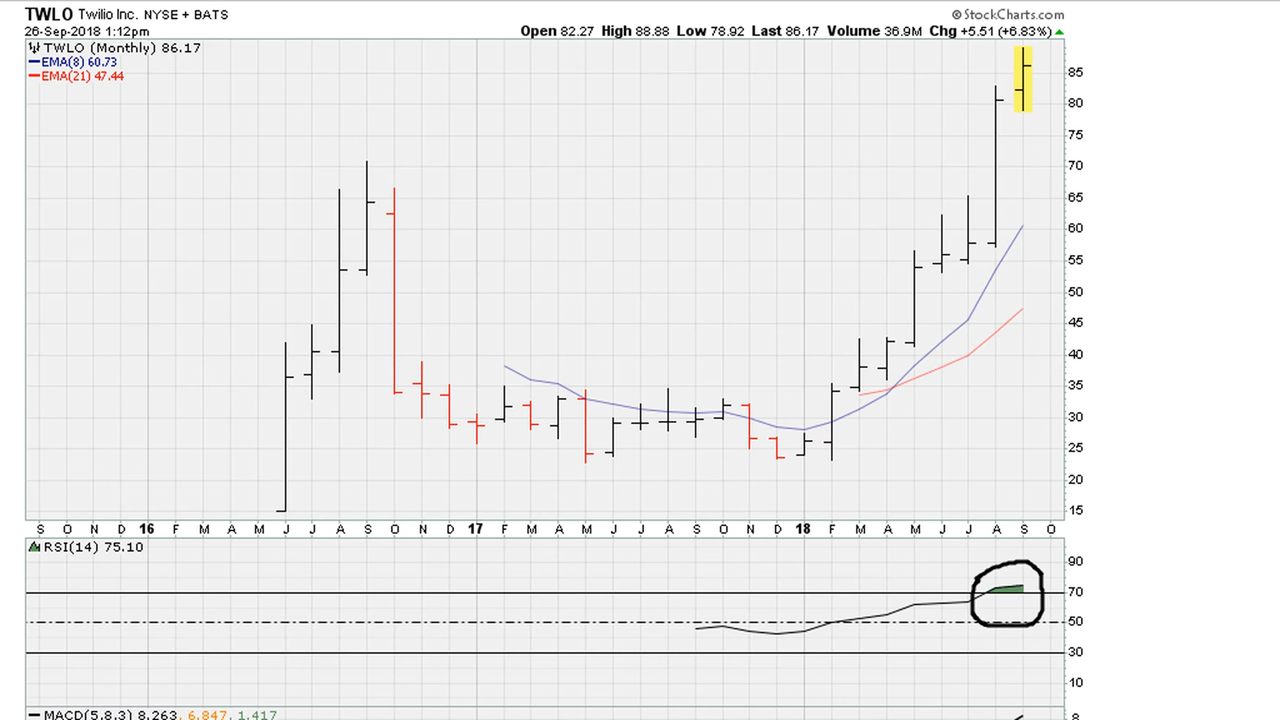 TWLO Twilio Inc. NYSE + BATS
© StockCharts.com
26-Sep-2018 1:12pm
Open 82.27 High 88.88 Low 78.92 Last 86.17 Volume 36.9M Chg +5.51 (+6.83%)
TWLO (Monthly) 86.17
EMA(8) 60.73
EMA(21) 47.44
85
80
75
70
65
60
55
50
45
40
35
30
25
20
15
S O N D 16 F M A M J J A S O N D 17 F M A M J J A S O N D 18 F M A M J J A S O
RSI(14) 75.10
90
70
50
30
10
MACD(5,8,3) 8.263, 6.847, 1.417
8